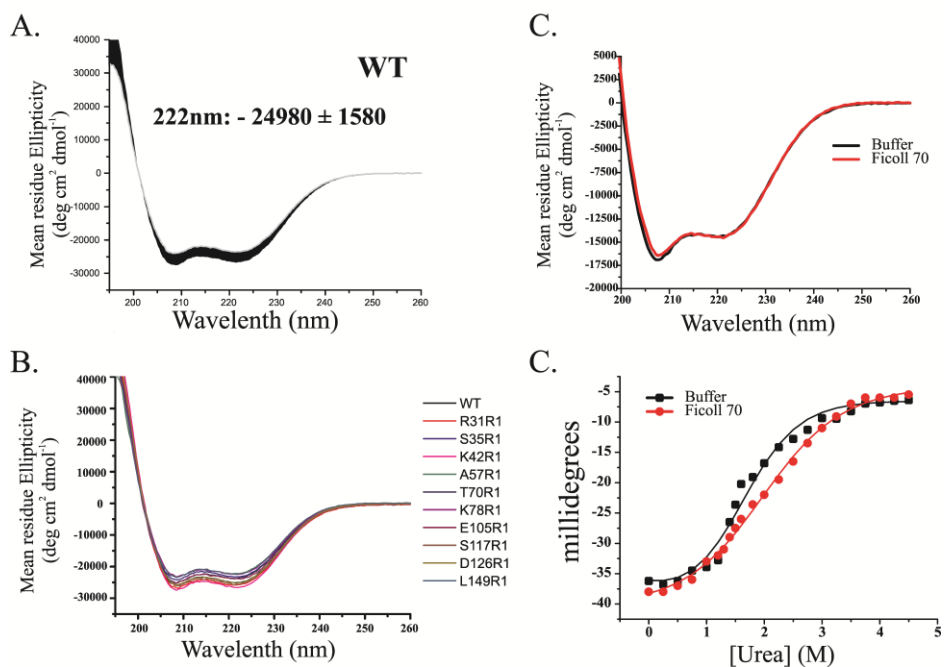 A.
WT
222nm: - 24980 ± 1580
Mean residue Ellipticity
(deg cm² dmol⁻¹)
40000
30000
20000
10000
0
-10000
-20000
-30000
200
210
220
230
240
250
260
Wavelenth (nm)
C.
Buffer
Ficoll 70
Mean residue Ellipticity
(deg cm² dmol⁻¹)
5000
2500
0
-2500
-5000
-7500
-10000
-12500
-15000
-17500
-20000
200
210
220
230
240
250
260
Wavelenth (nm)
B.
Mean residue Ellipticity
(deg cm² dmol⁻¹)
40000
30000
20000
10000
0
-10000
-20000
-30000
200
210
220
230
240
250
260
Wavelenth (nm)
WT
R31R1
S35R1
K42R1
A57R1
T70R1
K78R1
E105R1
S117R1
D126R1
L149R1
C.
Buffer
Ficoll 70
millidegrees
-5
-10
-15
-20
-25
-30
-35
-40
0
1
2
3
4
5
[Urea] (M)